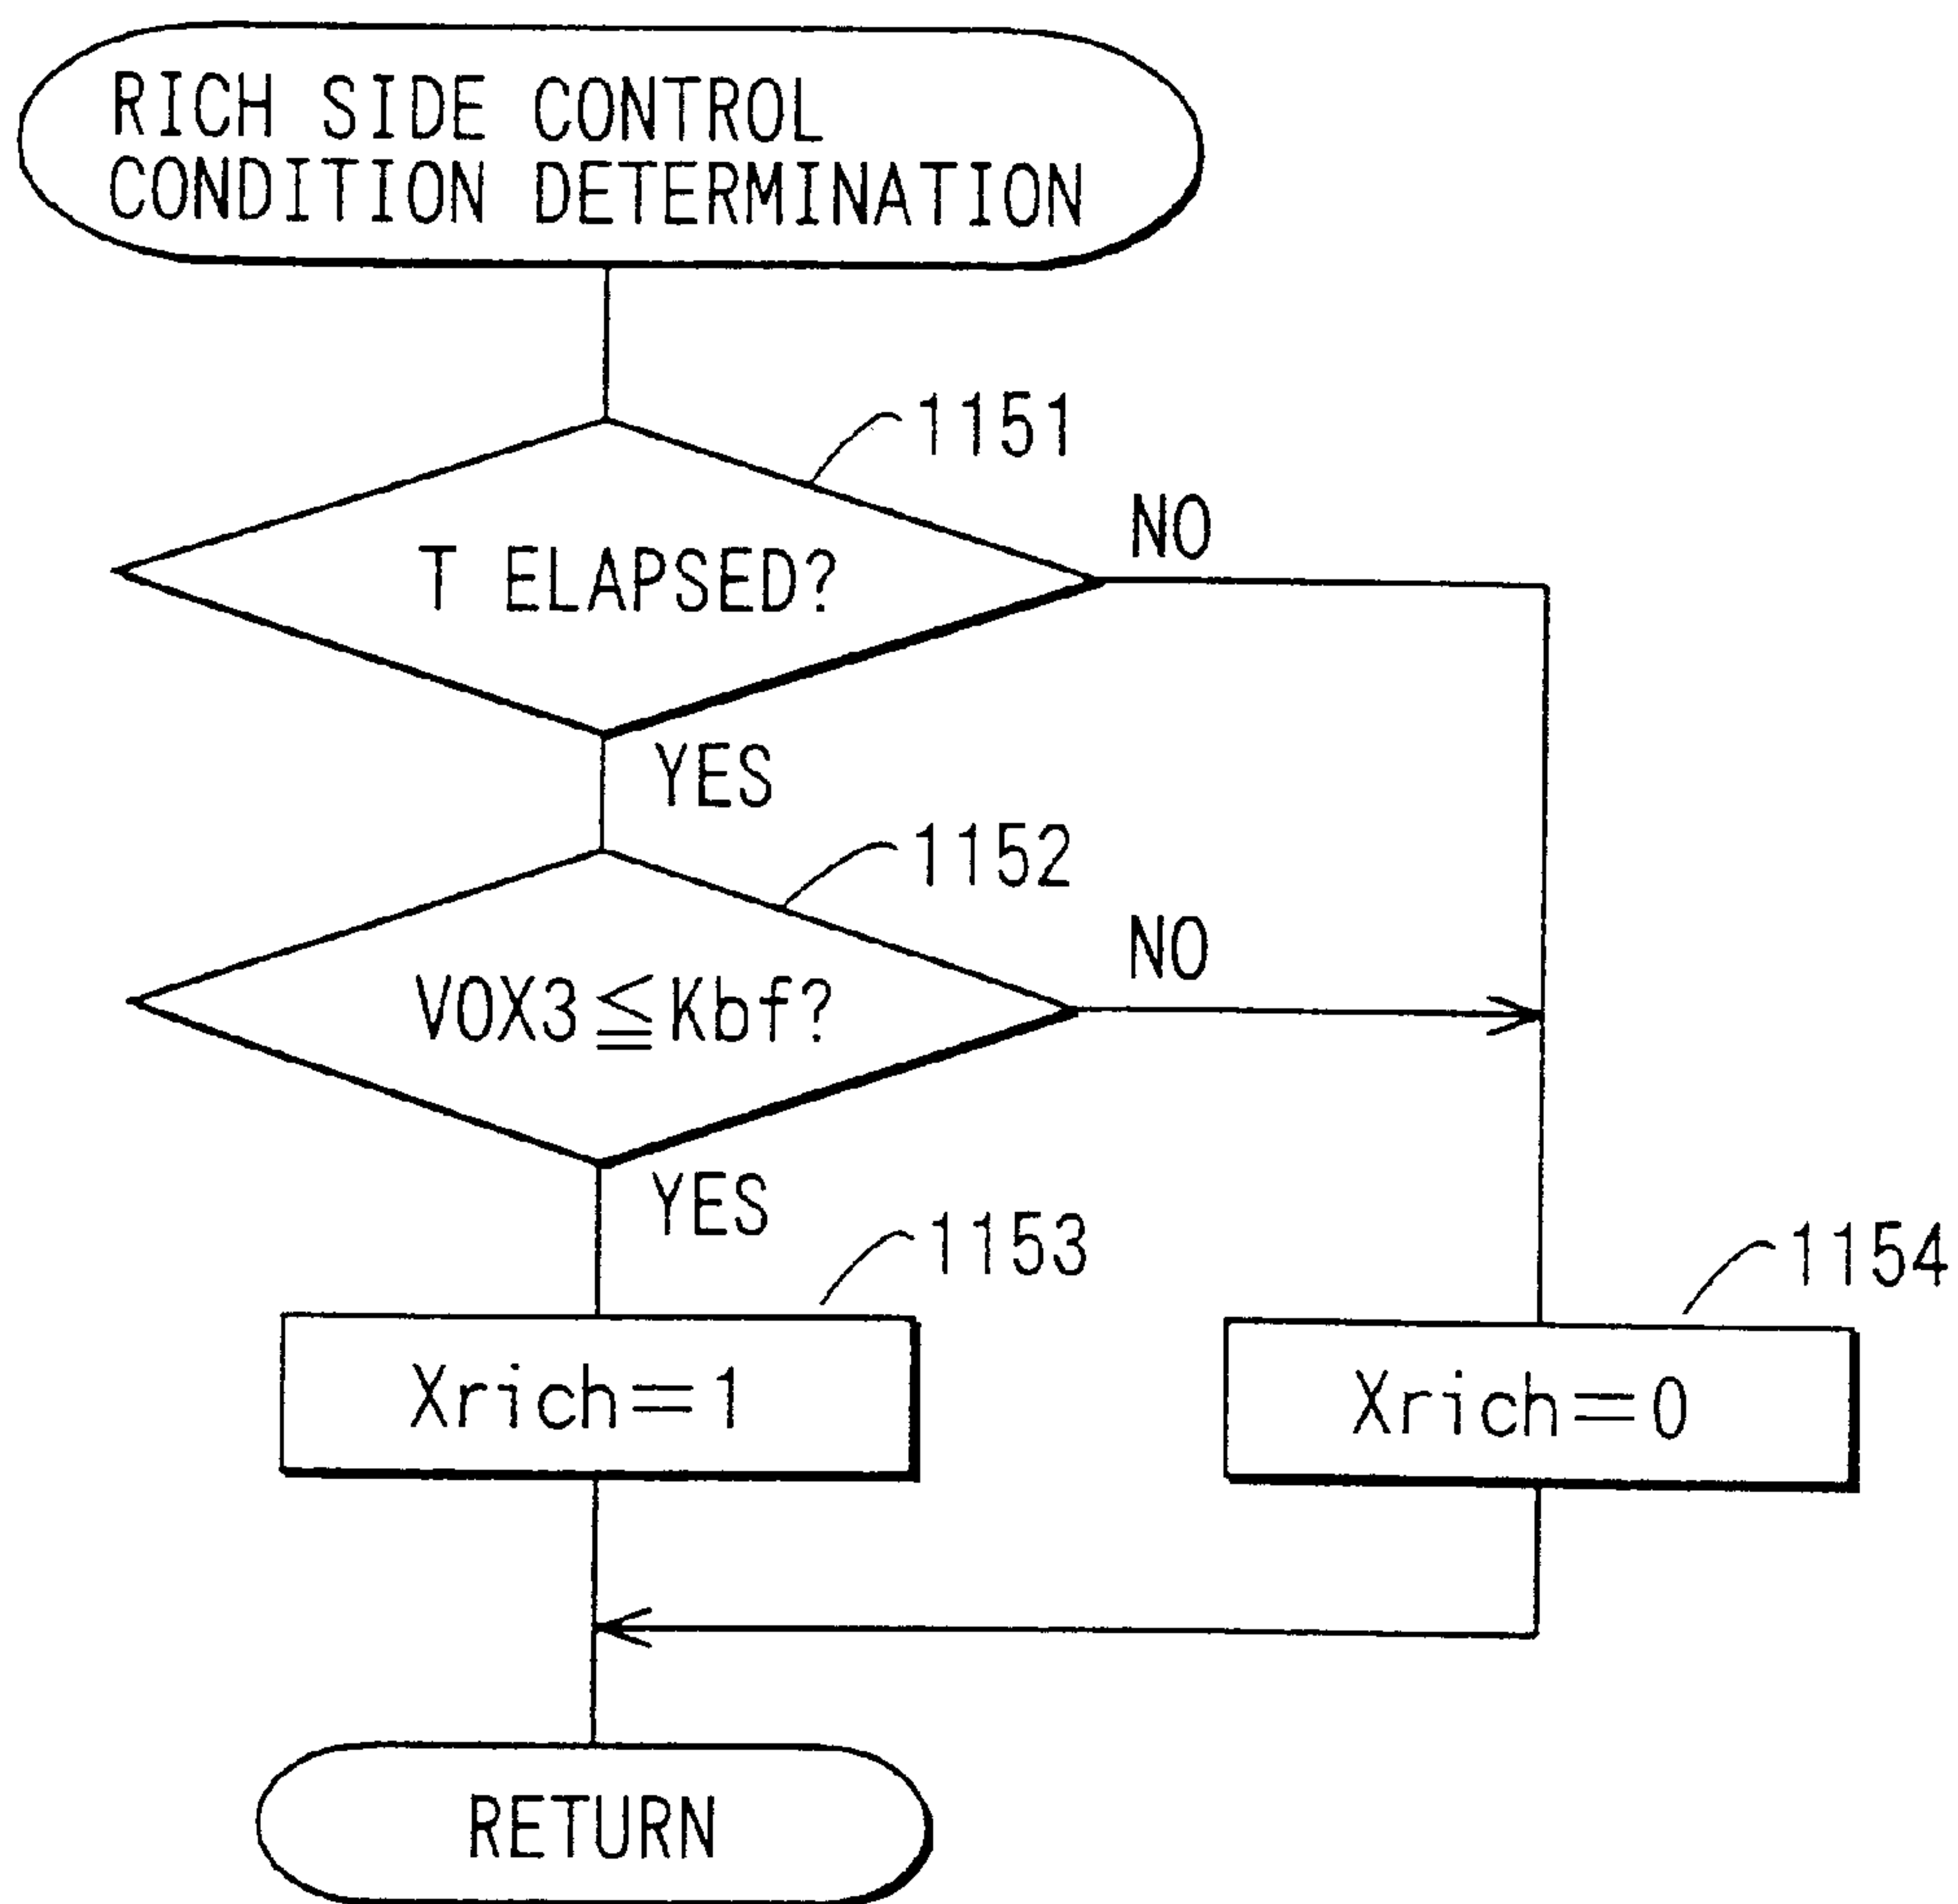 RICH SIDE CONTROL
CONDITION DETERMINATION
1151
NO
T ELAPSED?
YES
1152
NO
VOX3≦Kbf?
YES
1153
1154
Xrich=1
Xrich=0
RETURN